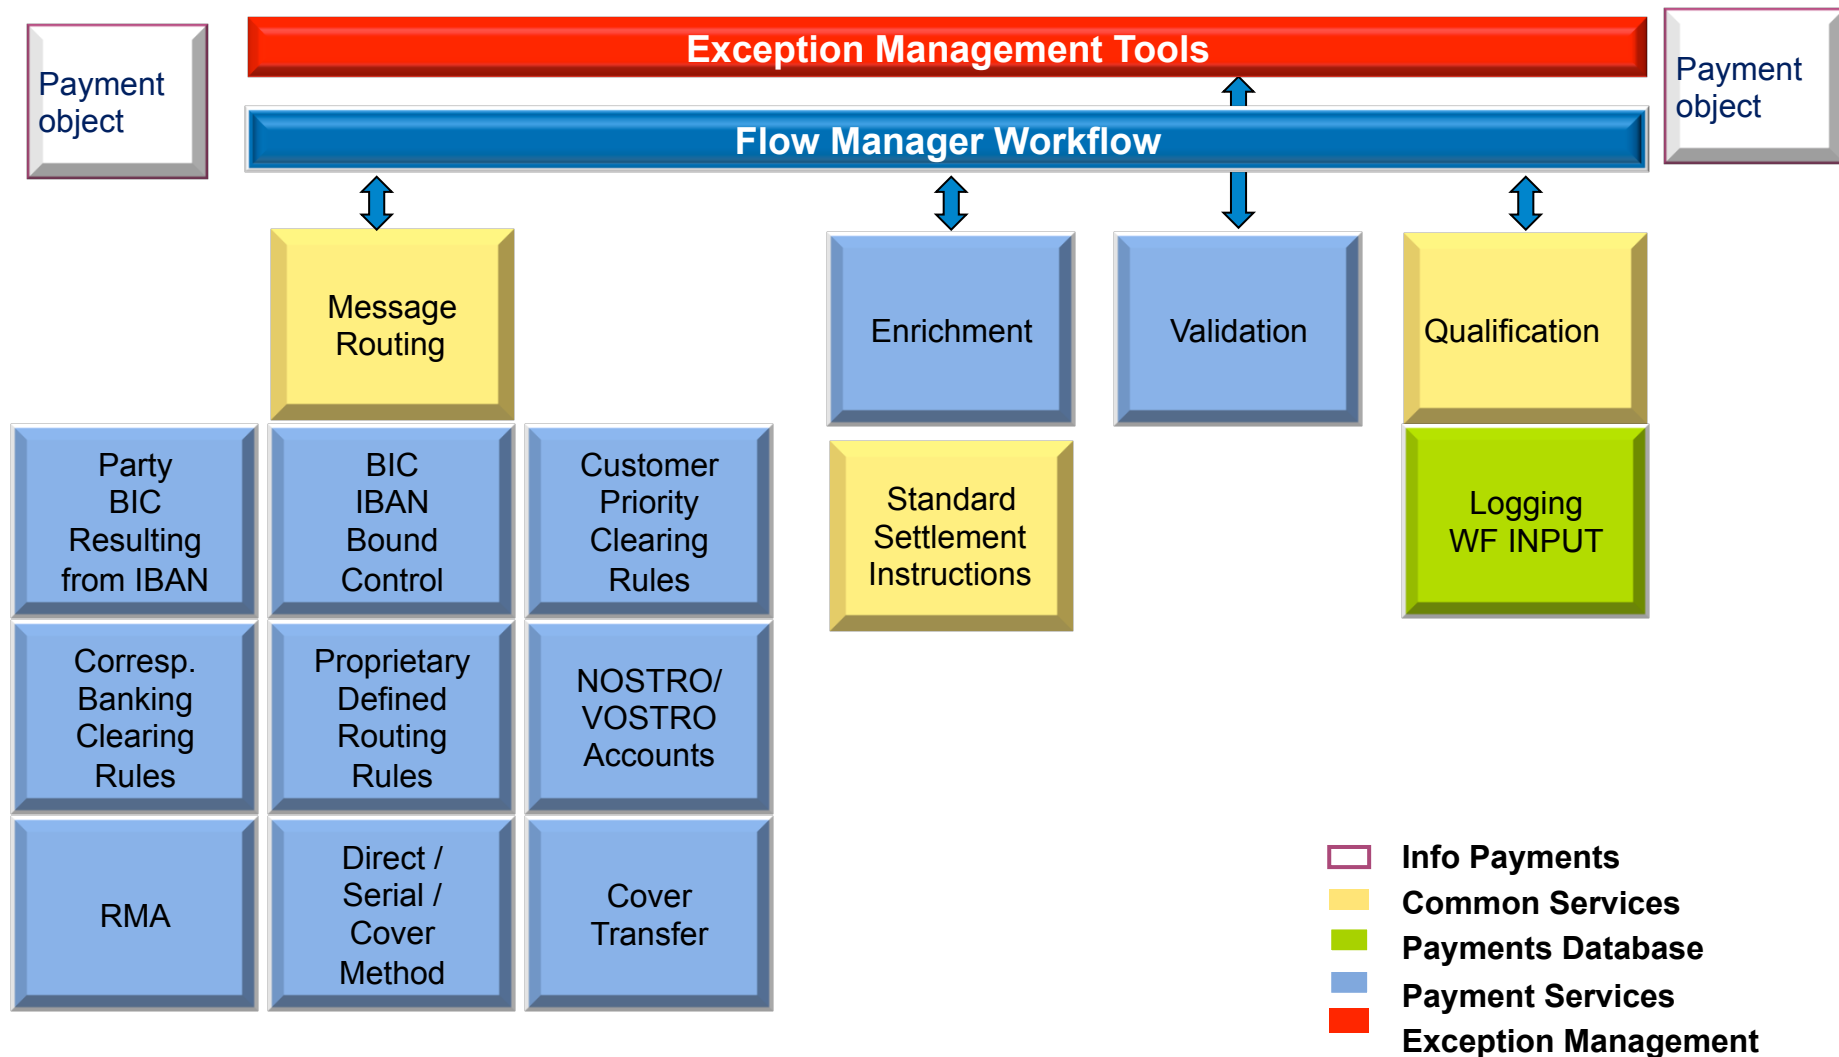 Payment
object
Exception Management Tools
Payment
object
Flow Manager Workflow
Message
Routing
Enrichment
Validation
Qualification
Party
BIC
Resulting
from IBAN
BIC
IBAN
Bound
Control
Customer
Priority
Clearing
Rules
Standard
Settlement
Instructions
Logging
WF INPUT
Corresp.
Banking
Clearing
Rules
Proprietary
Defined
Routing
Rules
NOSTRO/
VOSTRO
Accounts
RMA
Direct /
Serial /
Cover
Method
Cover
Transfer
Info Payments
Common Services
Payments Database
Payment Services
Exception Management